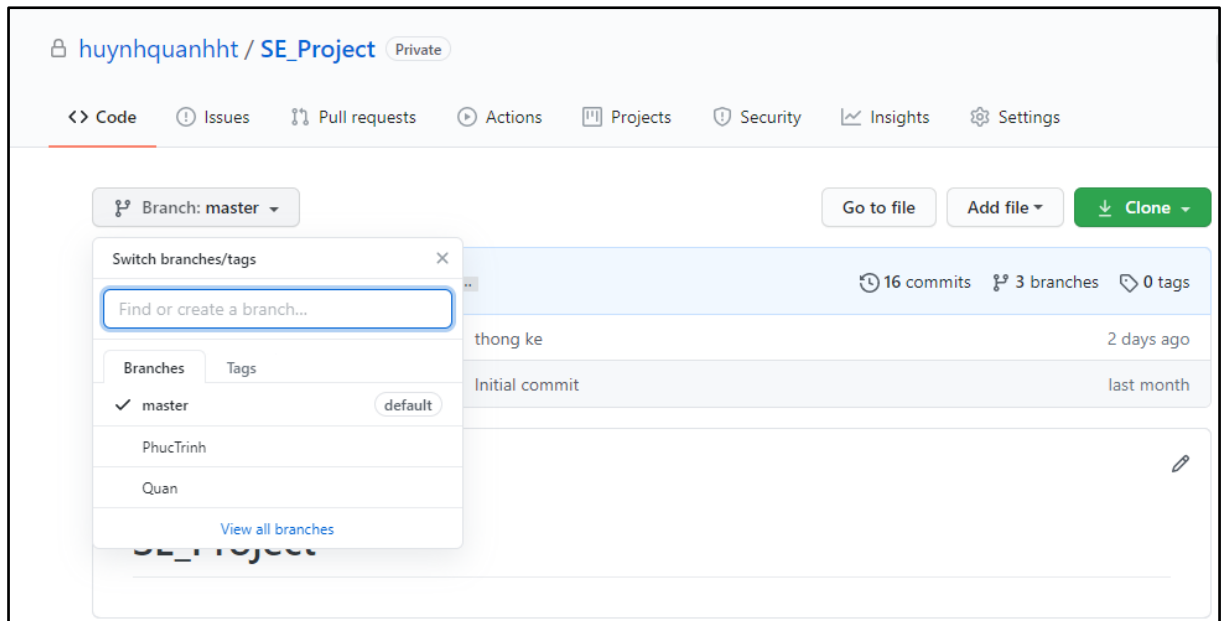 huynhquanhht / SE_Project Private
Code Issues Pull requests Actions Projects Security Insights Settings
Branch: master Go to file Add file Clone
Switch branches/tags
.. 16 commits 3 branches 0 tags
Find or create a branch...
thong ke 2 days ago
Branches Tags
Initial commit last month
master default
PhucTrinh
Quan
View all branches
SE_Project